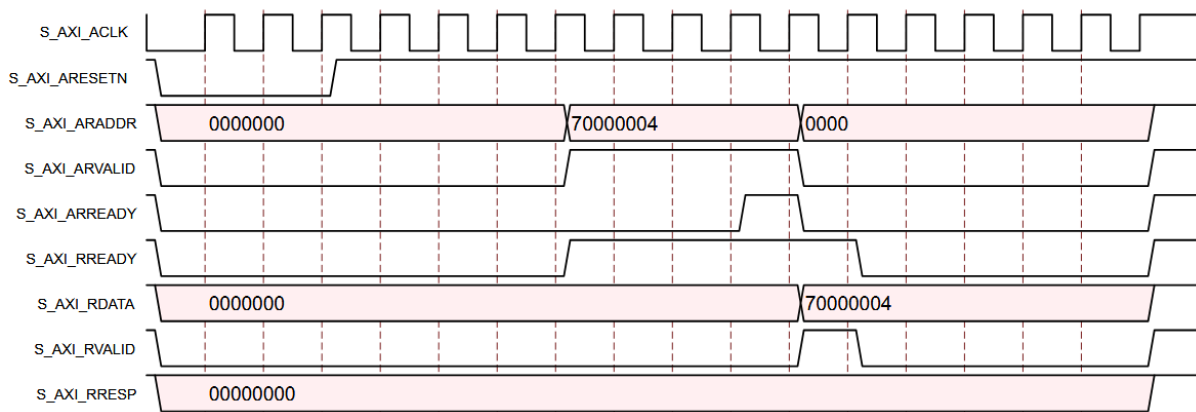 S_AXI_ACLK
S_AXI_ARESETN
S_AXI_ARADDR 0000000 70000004 0000
S_AXI_ARVALID
S_AXI_ARREADY
S_AXI_RREADY
S_AXI_RDATA 0000000 70000004
S_AXI_RVALID
S_AXI_RRESP 00000000